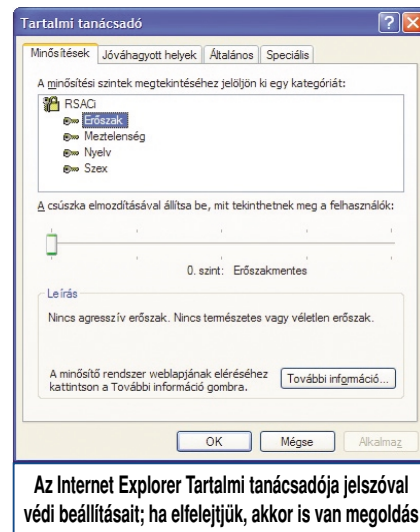 Tartalmi tanácsadó
Minősítések Jóváhagyott helyek Általános Speciális
A minősítési szintek megtekintéséhez jelöljön ki egy kategóriát:
RSACi
Erőszak
Meztelenség
Nyelv
Szex
A csúszka elmozdításával állítsa be, mit tekinthetnek meg a felhasználók:
0. szint: Erőszakmentes
Leírás
Nincs agresszív erőszak. Nincs természetes vagy véletlen erőszak.
A minősítő rendszer weblapjának eléréséhez
kattintson a További információ gombra.
További információ...
OK Mégse Alkalmaz
Az Internet Explorer Tartalmi tanácsadója jelszóval
védi beállításait; ha elfelejtjük, akkor is van megoldás